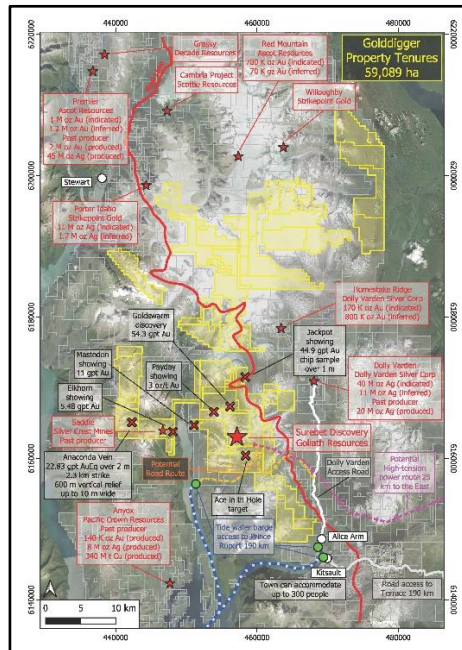 440000
460000
480000
6220000
6220000
Golddigger
Property Tenures
59,089 ha
Grassy
Decade Resources
Red Mountain
Ascot Resources
780 K oz Au (indicated)
70 K oz Au (inferred)
Cambria Project
Scottie Resources
Willoughby
Strikepoint Gold
Premier
Ascot Resources
1 M oz Au (indicated)
1.2 M oz Au (inferred)
Past producer
2 M oz Au (produced)
45 M oz Ag (produced)
6200000
6200000
Stewart
Porter Idaho
Strikepoint Gold
11 M oz Ag (indicated)
1.7 M oz Ag (inferred)
6180000
6180000
Homestake Ridge
Dolly Varden Silver Corp
170 K oz Au (indicated)
800 K oz Au (inferred)
Goldswarm
discovery
54.3 gpt Au
Mastodon
showing
11 gpt Au
Payday
showing
3 oz/t Au
Jackpot
showing
44.9 gpt Au
chip sample
over 1 m
Elkhorn
showing
5.48 gpt Au
Dolly Varden
Dolly Varden Silver Corp
40 M oz Ag (indicated)
11 M oz Ag (inferred)
Past producer
20 M oz Ag (produced)
Saddle
Silver Crest Mines
Past producer
Surebet Discovery
Goliath Resources
6160000
6160000
Anaconda Vein
22.83 gpt AuEq over 2 m
2.3 km strike
600 m vertical relief
up to 10 m wide
Potential
Road Route
Ace in In Hole
target
Dolly Varden
Access Road
Potential
High-tension
power route 25
km to the East
Tide water barge
access to Prince
Rupert 190 km
Alice Arm
Anyox
Pacific Crown Resources
Past producer
140 K oz Au (produced)
8 M oz Ag (produced)
340 M t Cu (produced)
Kitsault
Town can accommodate
up to 300 people
Road access to
Terrace 190 km
6140000
6140000
0
5
10 km
440000
460000
480000